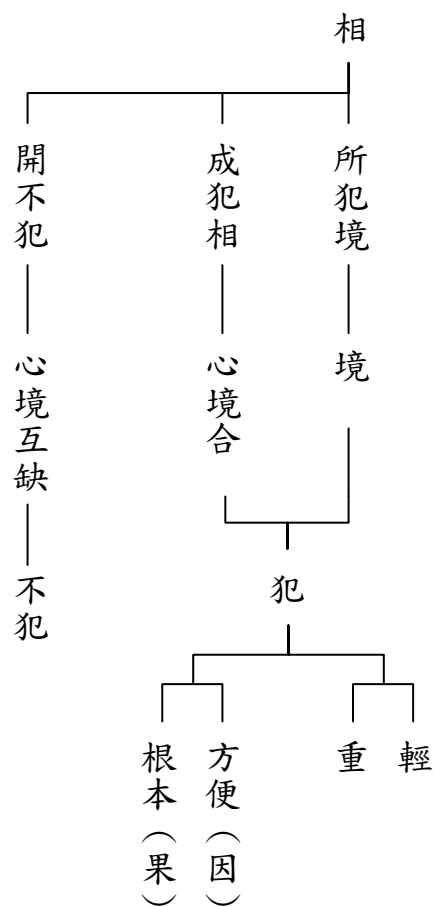 相
所犯境
成犯相
開不犯
境
心境合
心境互缺
犯
不犯
輕
重
方便（因）
根本（果）